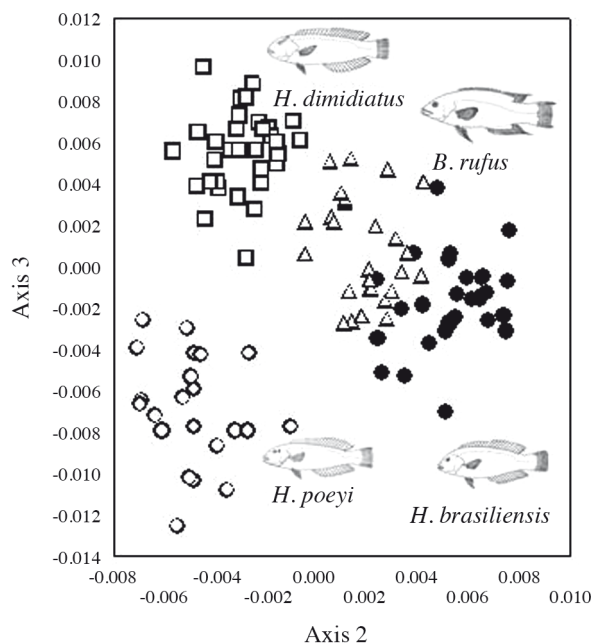 0.012
0.010
0.008
0.006
0.004
0.002
0.000
-0.002
-0.004
-0.006
-0.008
-0.010
-0.012
-0.014
Axis 3
H. dimidiatus
B. rufus
H. poeyi
H. brasiliensis
-0.008 -0.004 0.000 0.004 0.008
-0.006 -0.002 0.002 0.006 0.010
Axis 2